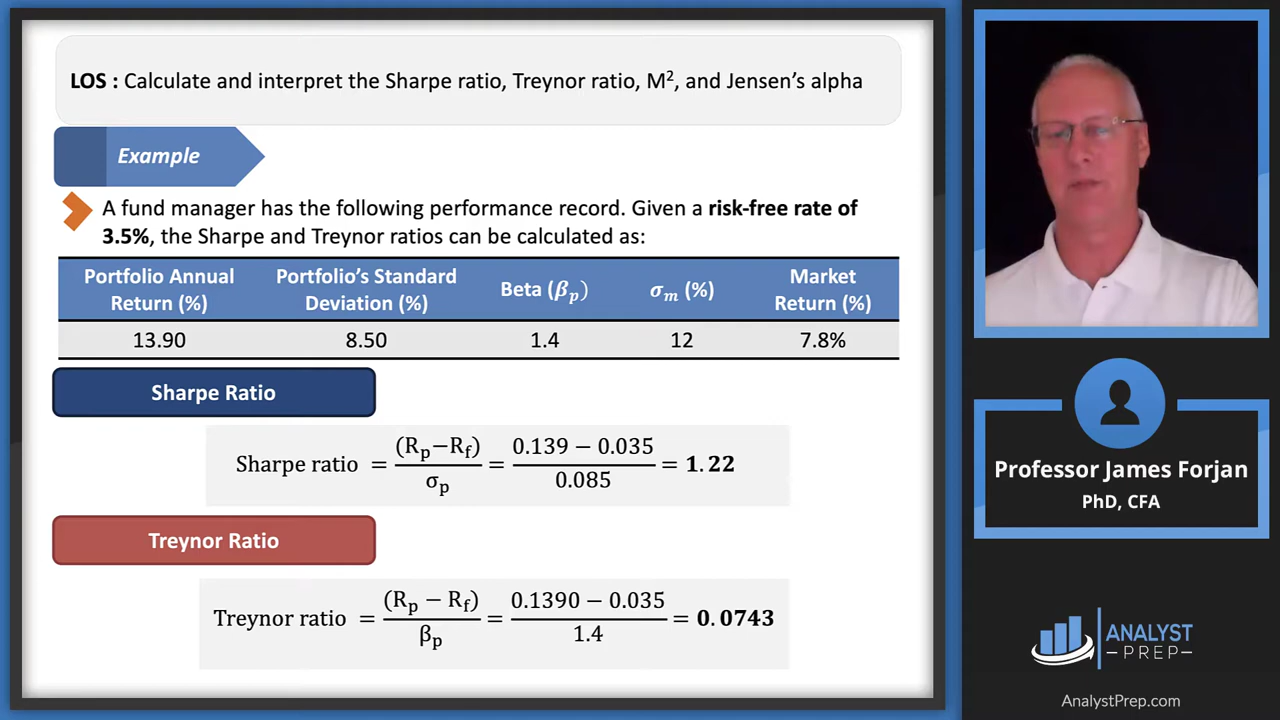 LOS : Calculate and interpret the Sharpe ratio, Treynor ratio, M², and Jensen's alpha
Example
A fund manager has the following performance record. Given a risk-free rate of
3.5%, the Sharpe and Treynor ratios can be calculated as:
Portfolio Annual Return (%) Portfolio's Standard Deviation (%) Beta (βp) σm (%) Market Return (%)
13.90 8.50 1.4 12 7.8%
Sharpe Ratio
Sharpe ratio = (Rp−Rf)/σp = 0.139 − 0.035/0.085 = 1.22
Treynor Ratio
Treynor ratio = (Rp − Rf)/βp = 0.1390 − 0.035/1.4 = 0.0743
Professor James Forjan
PhD, CFA
ANALYST
PREP
AnalystPrep.com